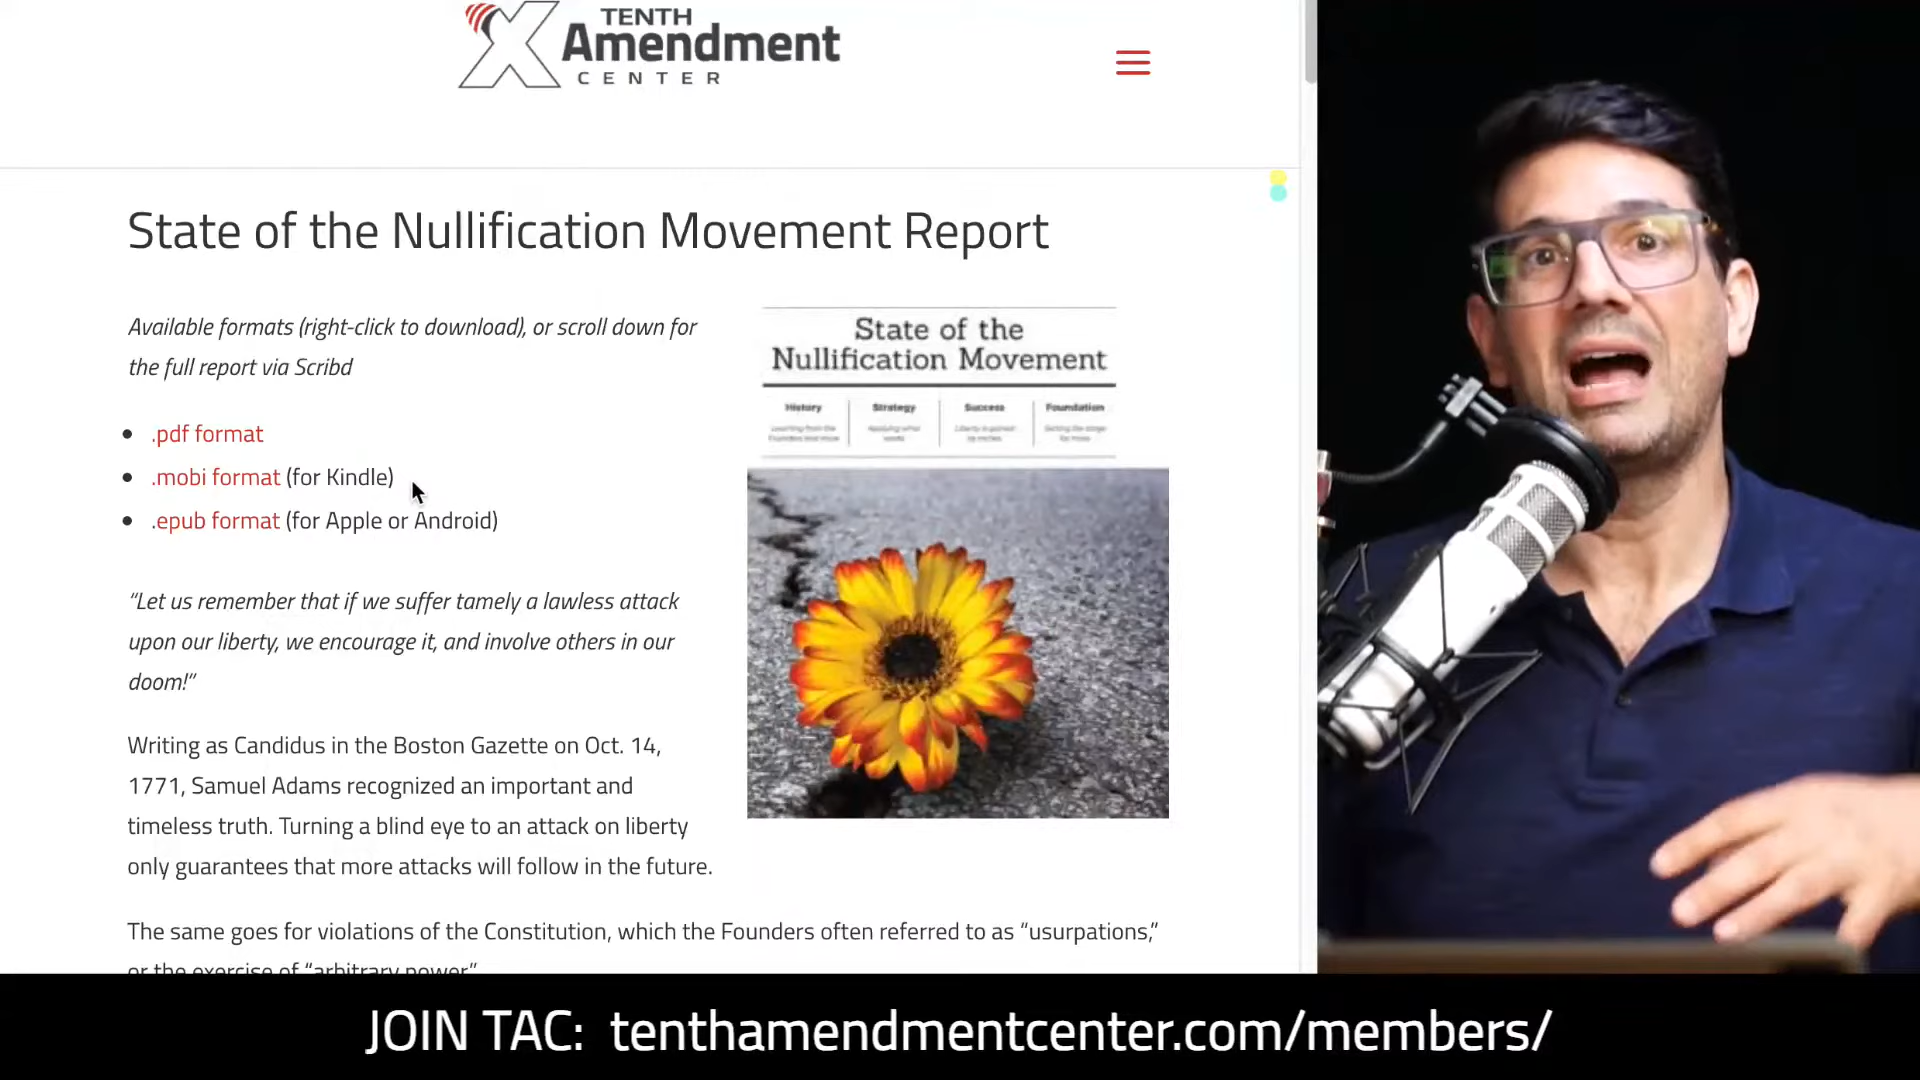 TENTH
Amendment
CENTER
State of the Nullification Movement Report
Available formats (right-click to download), or scroll down for
the full report via Scribd
.pdf format
.mobi format (for Kindle)
.epub format (for Apple or Android)
State of the
Nullification Movement
History Strategy Success Foundation
“Let us remember that if we suffer tamely a lawless attack
upon our liberty, we encourage it, and involve others in our
doom!”
Writing as Candidus in the Boston Gazette on Oct. 14,
1771, Samuel Adams recognized an important and
timeless truth. Turning a blind eye to an attack on liberty
only guarantees that more attacks will follow in the future.
The same goes for violations of the Constitution, which the Founders often referred to as “usurpations,”
or the exercise of “arbitrary power”
JOIN TAC: tenthamendmentcenter.com/members/